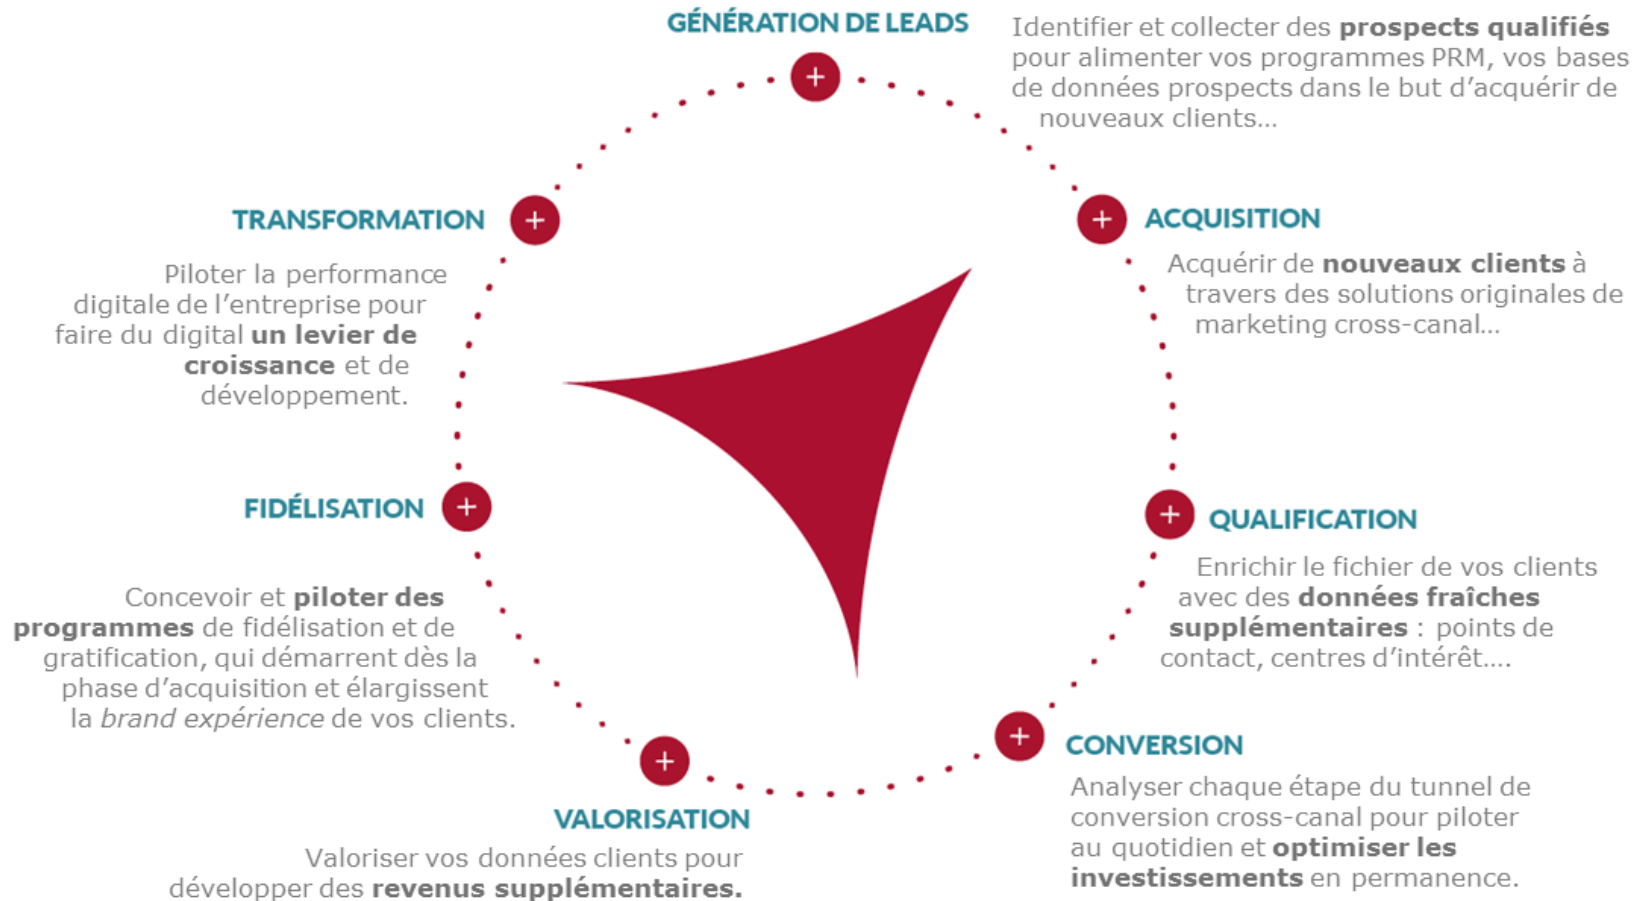 GÉNÉRATION DE LEADS
Identifier et collecter des prospects qualifiés
pour alimenter vos programmes PRM, vos bases
de données prospects dans le but d’acquérir de
nouveaux clients...
ACQUISITION
Acquérir de nouveaux clients à
travers des solutions originales de
marketing cross-canal...
QUALIFICATION
Enrichir le fichier de vos clients
avec des données fraîches
supplémentaires : points de
contact, centres d’intérêt....
CONVERSION
Analyser chaque étape du tunnel de
conversion cross-canal pour piloter
au quotidien et optimiser les
investissements en permanence.
VALORISATION
Valoriser vos données clients pour
développer des revenus supplémentaires.
FIDÉLISATION
Concevoir et piloter des
programmes de fidélisation et de
gratification, qui démarrent dès la
phase d’acquisition et élargissent
la brand expérience de vos clients.
TRANSFORMATION
Piloter la performance
digitale de l’entreprise pour
faire du digital un levier de
croissance et de
développement.